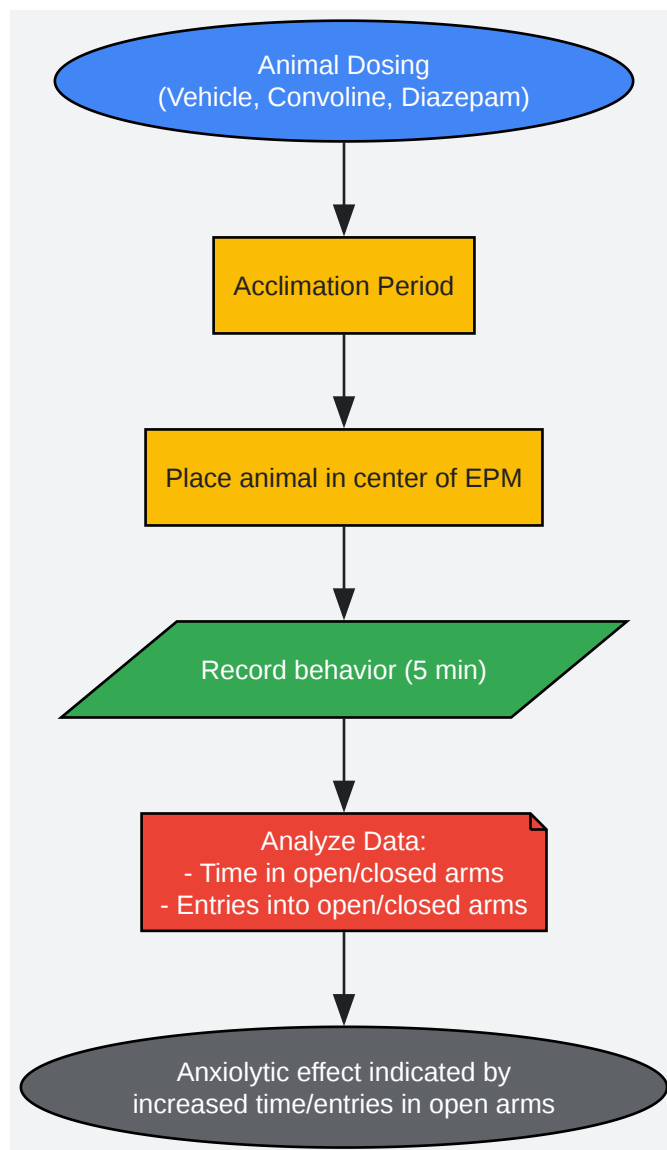 Animal Dosing
(Vehicle, Convoline, Diazepam)
Acclimation Period
Place animal in center of EPM
Record behavior (5 min)
Analyze Data:
- Time in open/closed arms
- Entries into open/closed arms
Anxiolytic effect indicated by
increased time/entries in open arms